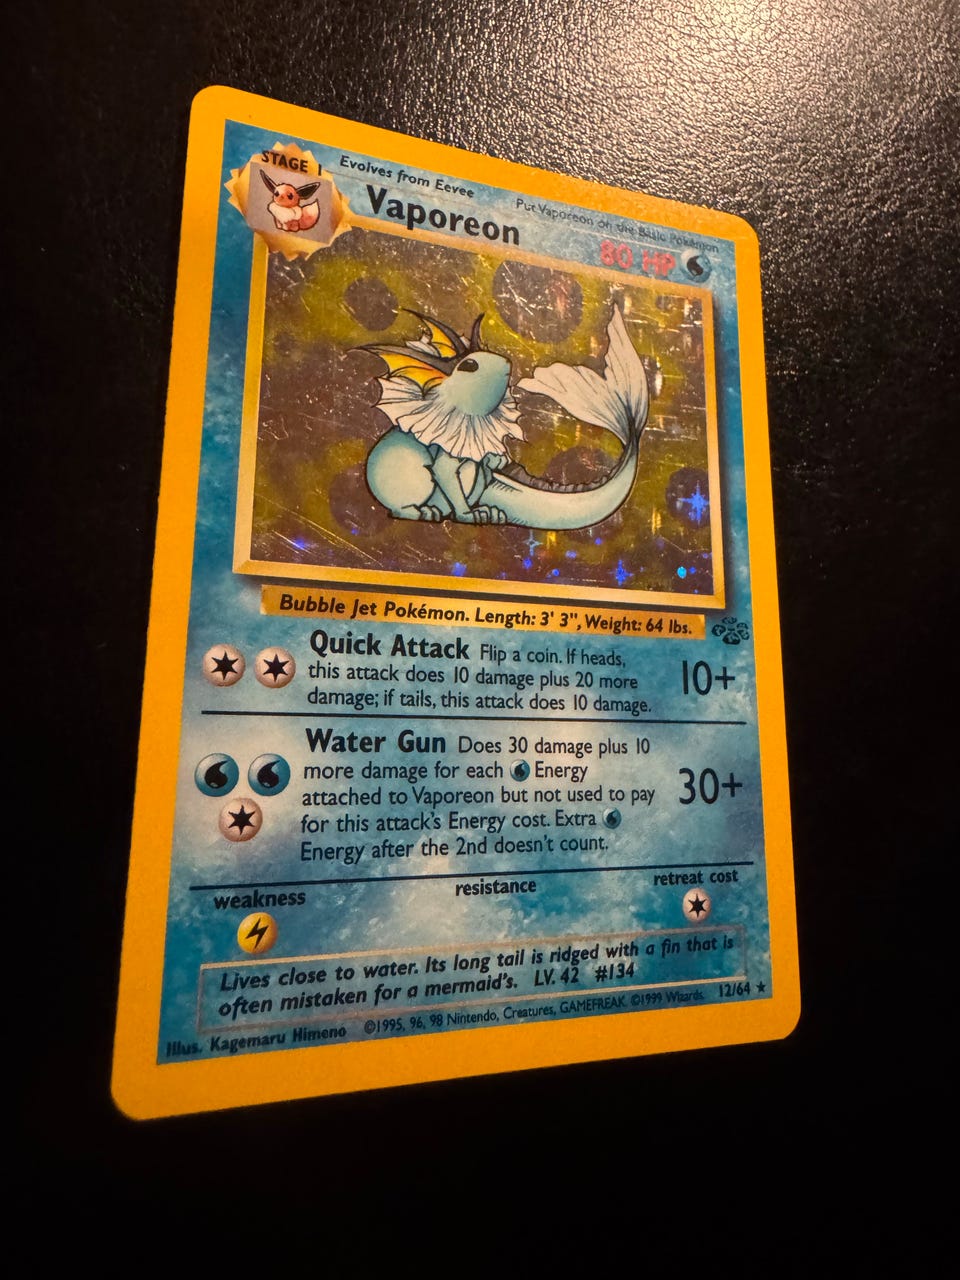 STAGE 1
Evolves from Eevee
Put Vaporeon on the Basic Pokémon
Vaporeon
80 HP
Bubble Jet Pokémon. Length: 3' 3", Weight: 64 lbs.
Quick Attack Flip a coin. If heads,
this attack does 10 damage plus 20 more
damage; if tails, this attack does 10 damage.
10+
Water Gun Does 30 damage plus 10
more damage for each Energy
attached to Vaporeon but not used to pay
for this attack's Energy cost. Extra
Energy after the 2nd doesn't count.
30+
weakness
resistance
retreat cost
Lives close to water. Its long tail is ridged with a fin that is
often mistaken for a mermaid's. LV. 42 #134
Illus. Kagemaru Himeno ©1995, 96, 98 Nintendo, Creatures, GAMEFREAK. ©1999 Wizards. 12/64 ★